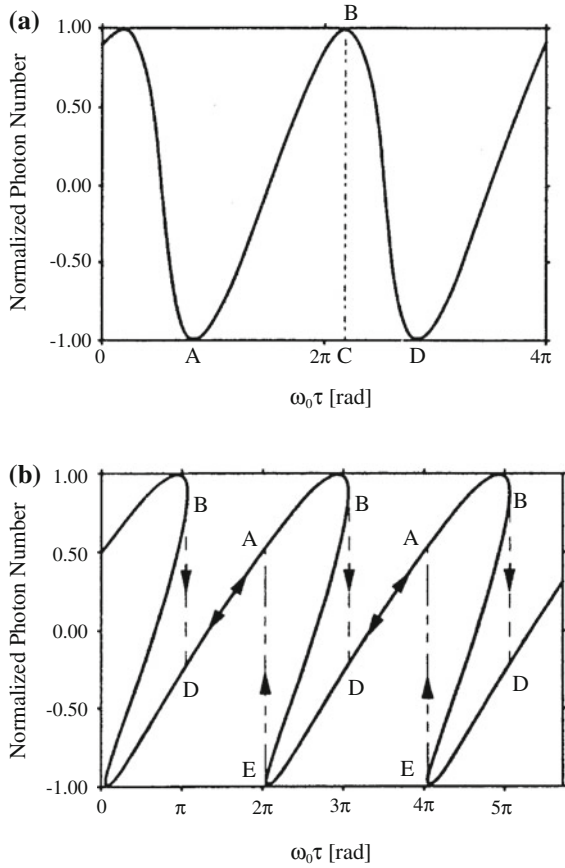 (a)
B
1.00
0.50
0.00
-0.50
-1.00
Normalized Photon Number
0 A 2π C D 4π
ω₀τ [rad]
(b)
1.00
0.50
0.00
-0.50
-1.00
Normalized Photon Number
B B B
A A
D D D
E E
0 π 2π 3π 4π 5π
ω₀τ [rad]